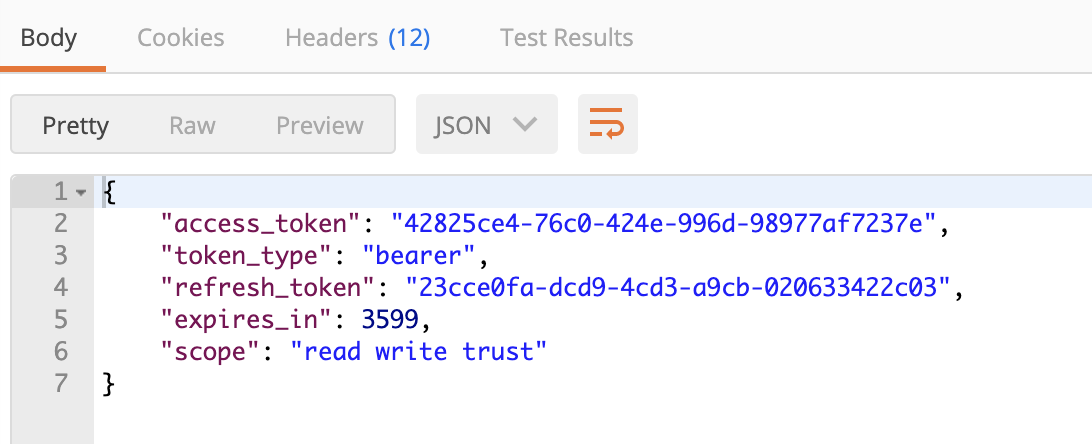 Body Cookies Headers (12) Test Results
Pretty Raw Preview JSON
1 {
2 "access_token": "42825ce4-76c0-424e-996d-98977af7237e",
3 "token_type": "bearer",
4 "refresh_token": "23cce0fa-dcd9-4cd3-a9cb-020633422c03",
5 "expires_in": 3599,
6 "scope": "read write trust"
7 }